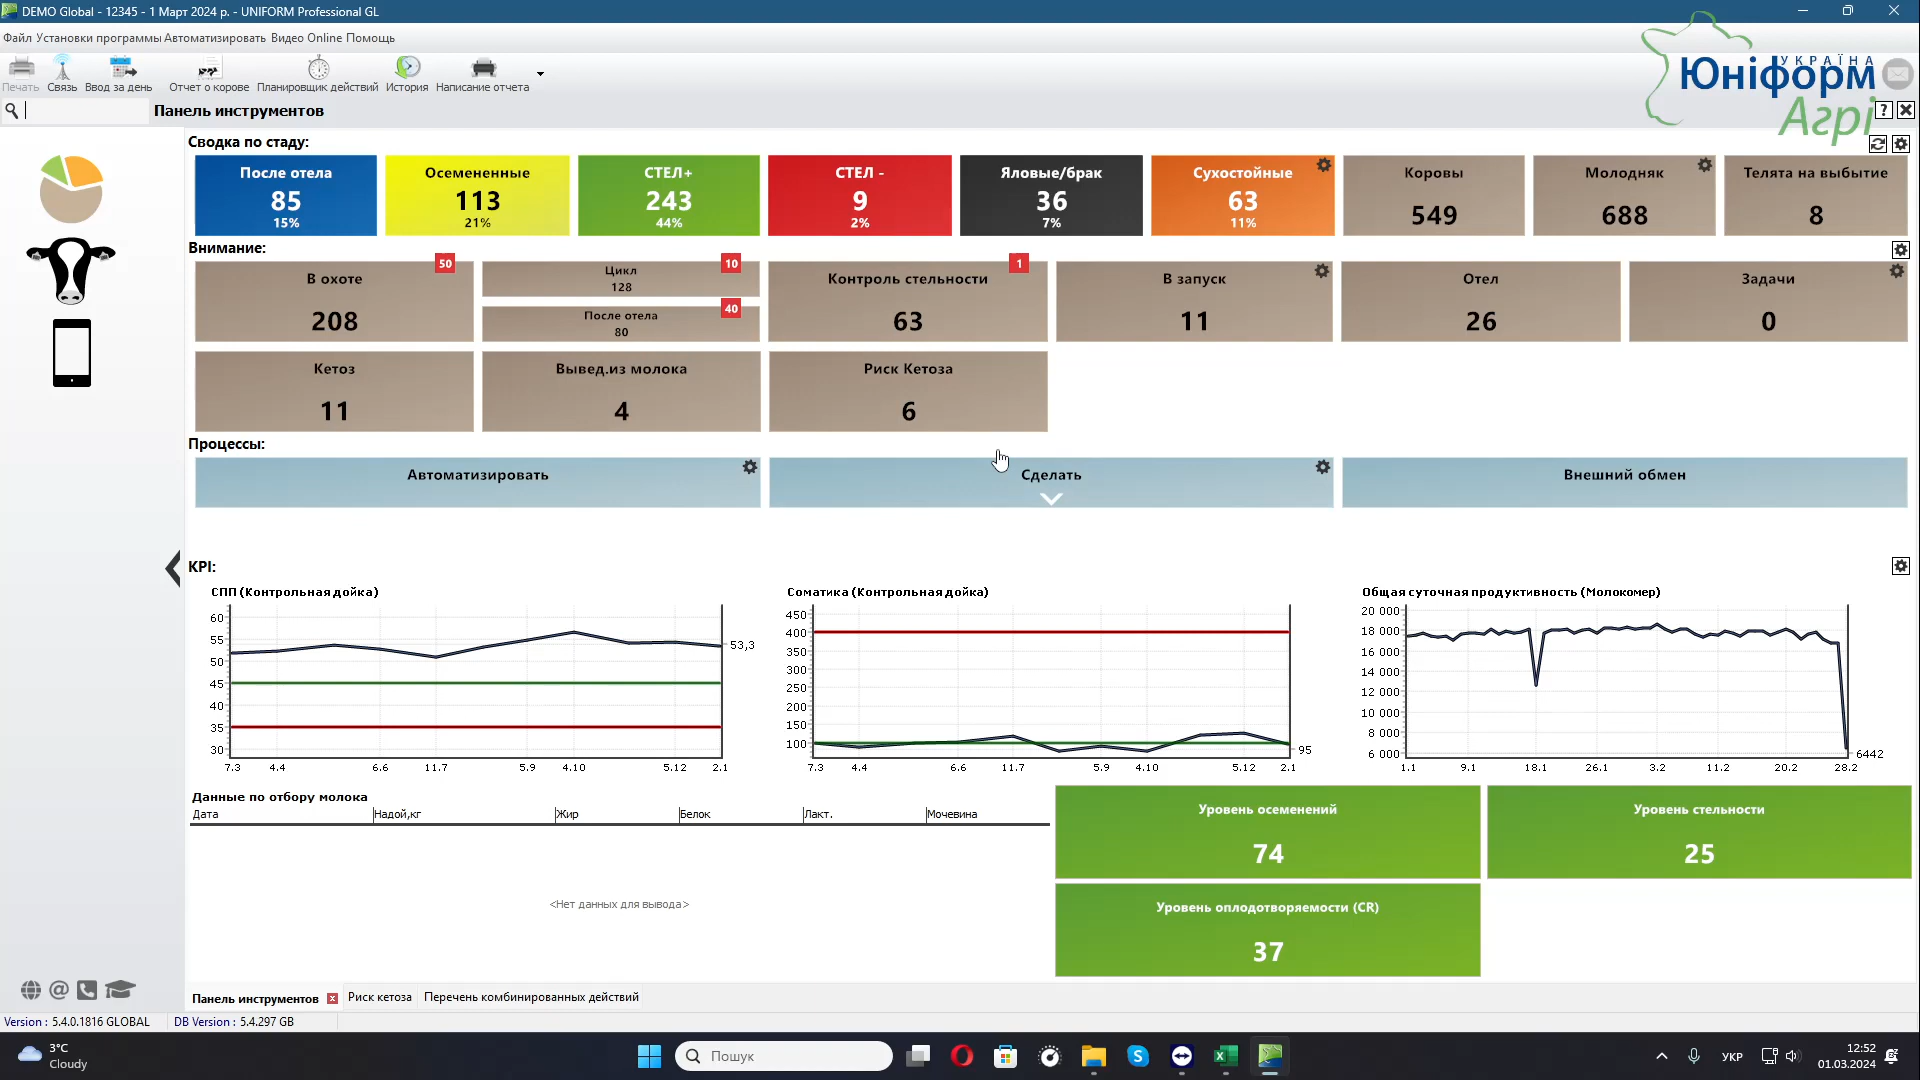 DEMO Global - 12345 - 1 Март 2024 р. - UNIFORM Professional GL
Файл Установки программы Автоматизировать Видео Online Помощь
Печать Связь Ввод за день Отчет о корове Планировщик действий История Написание отчета
УКРАЇНА
Юніформ
Агрі
Панель инструментов
?
Сводка по стаду:
После отела
85
15%
Осемененные
113
21%
СТЕЛ+
243
44%
СТЕЛ -
9
2%
Яловые/брак
36
7%
Сухостойные
63
11%
Коровы
549
Молодняк
688
Телята на выбытие
8
Внимание:
В охоте
50
208
Цикл
10
128
После отела
40
80
Контроль стельности
1
63
В запуск
11
Отел
26
Задачи
0
Кетоз
11
Вывед.из молока
4
Риск Кетоза
6
Процессы:
Автоматизировать
Сделать
Внешний обмен
KPI:
СПП (Контрольная дойка)
60
55
50
45
40
35
30
53,3
7.3 4.4 6.6 11.7 5.9 4.10 5.12 2.1
Соматика (Контрольная дойка)
450
400
350
300
250
200
150
100
95
7.3 4.4 6.6 11.7 5.9 4.10 5.12 2.1
Общая суточная продуктивность (Молокомер)
20 000
18 000
16 000
14 000
12 000
10 000
8 000
6 000
6442
1.1 9.1 18.1 26.1 3.2 11.2 20.2 28.2
Данные по отбору молока
Дата Надой,кг Жир Белок Лакт. Мочевина
<Нет данных для вывода>
Уровень осеменений
74
Уровень стельности
25
Уровень оплодотворяемости (CR)
37
Панель инструментов Риск кетоза Перечень комбинированных действий
Version : 5.4.0.1816 GLOBAL DB Version : 5.4.297 GB
3°C
Cloudy
Пошук
УКР
12:52
01.03.2024